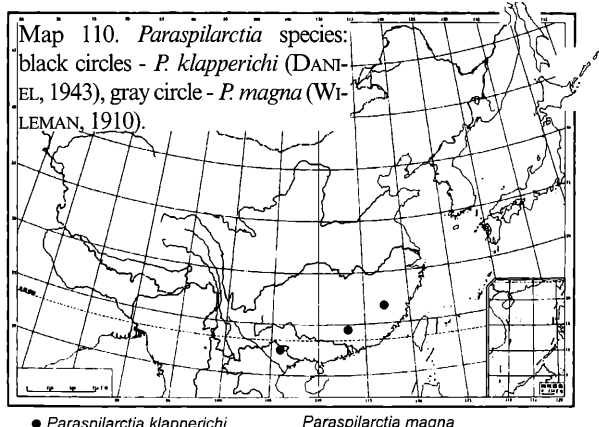 Map 110. Paraspilarctia species:
black circles - P. klapperichi (DANI-
EL, 1943), gray circle - P. magna (WI-
LEMAN, 1910).
● Paraspilarctia klapperichi Paraspilarctia magna